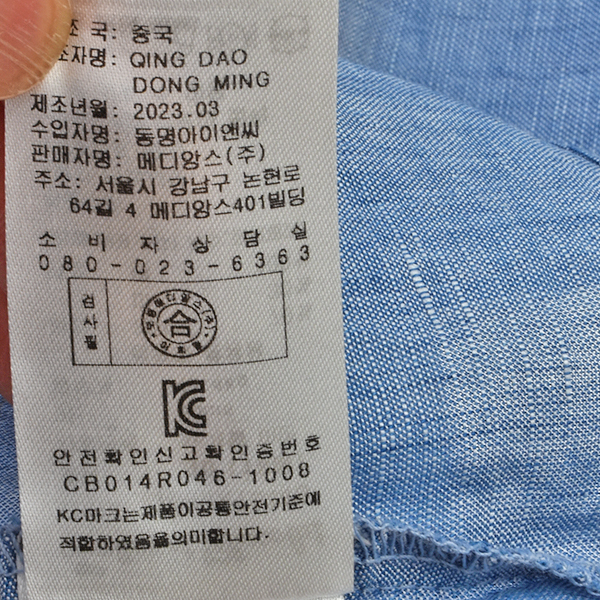 조 국: 중국
조자명: QING DAO
DONG MING
제조년월: 2023.03
수입자명: 동명아이앤씨
판매자명: 메디앙스(주)
주소: 서울시 강남구 논현로
64길 4 메디앙스401빌딩
소 비 자 상 담 실
080-023-6363
검사필
合
KC
안전확인신고확인증번호
CB014R046-1008
KC마크는제품이공통안전기준에
적합하였음을의미합니다.